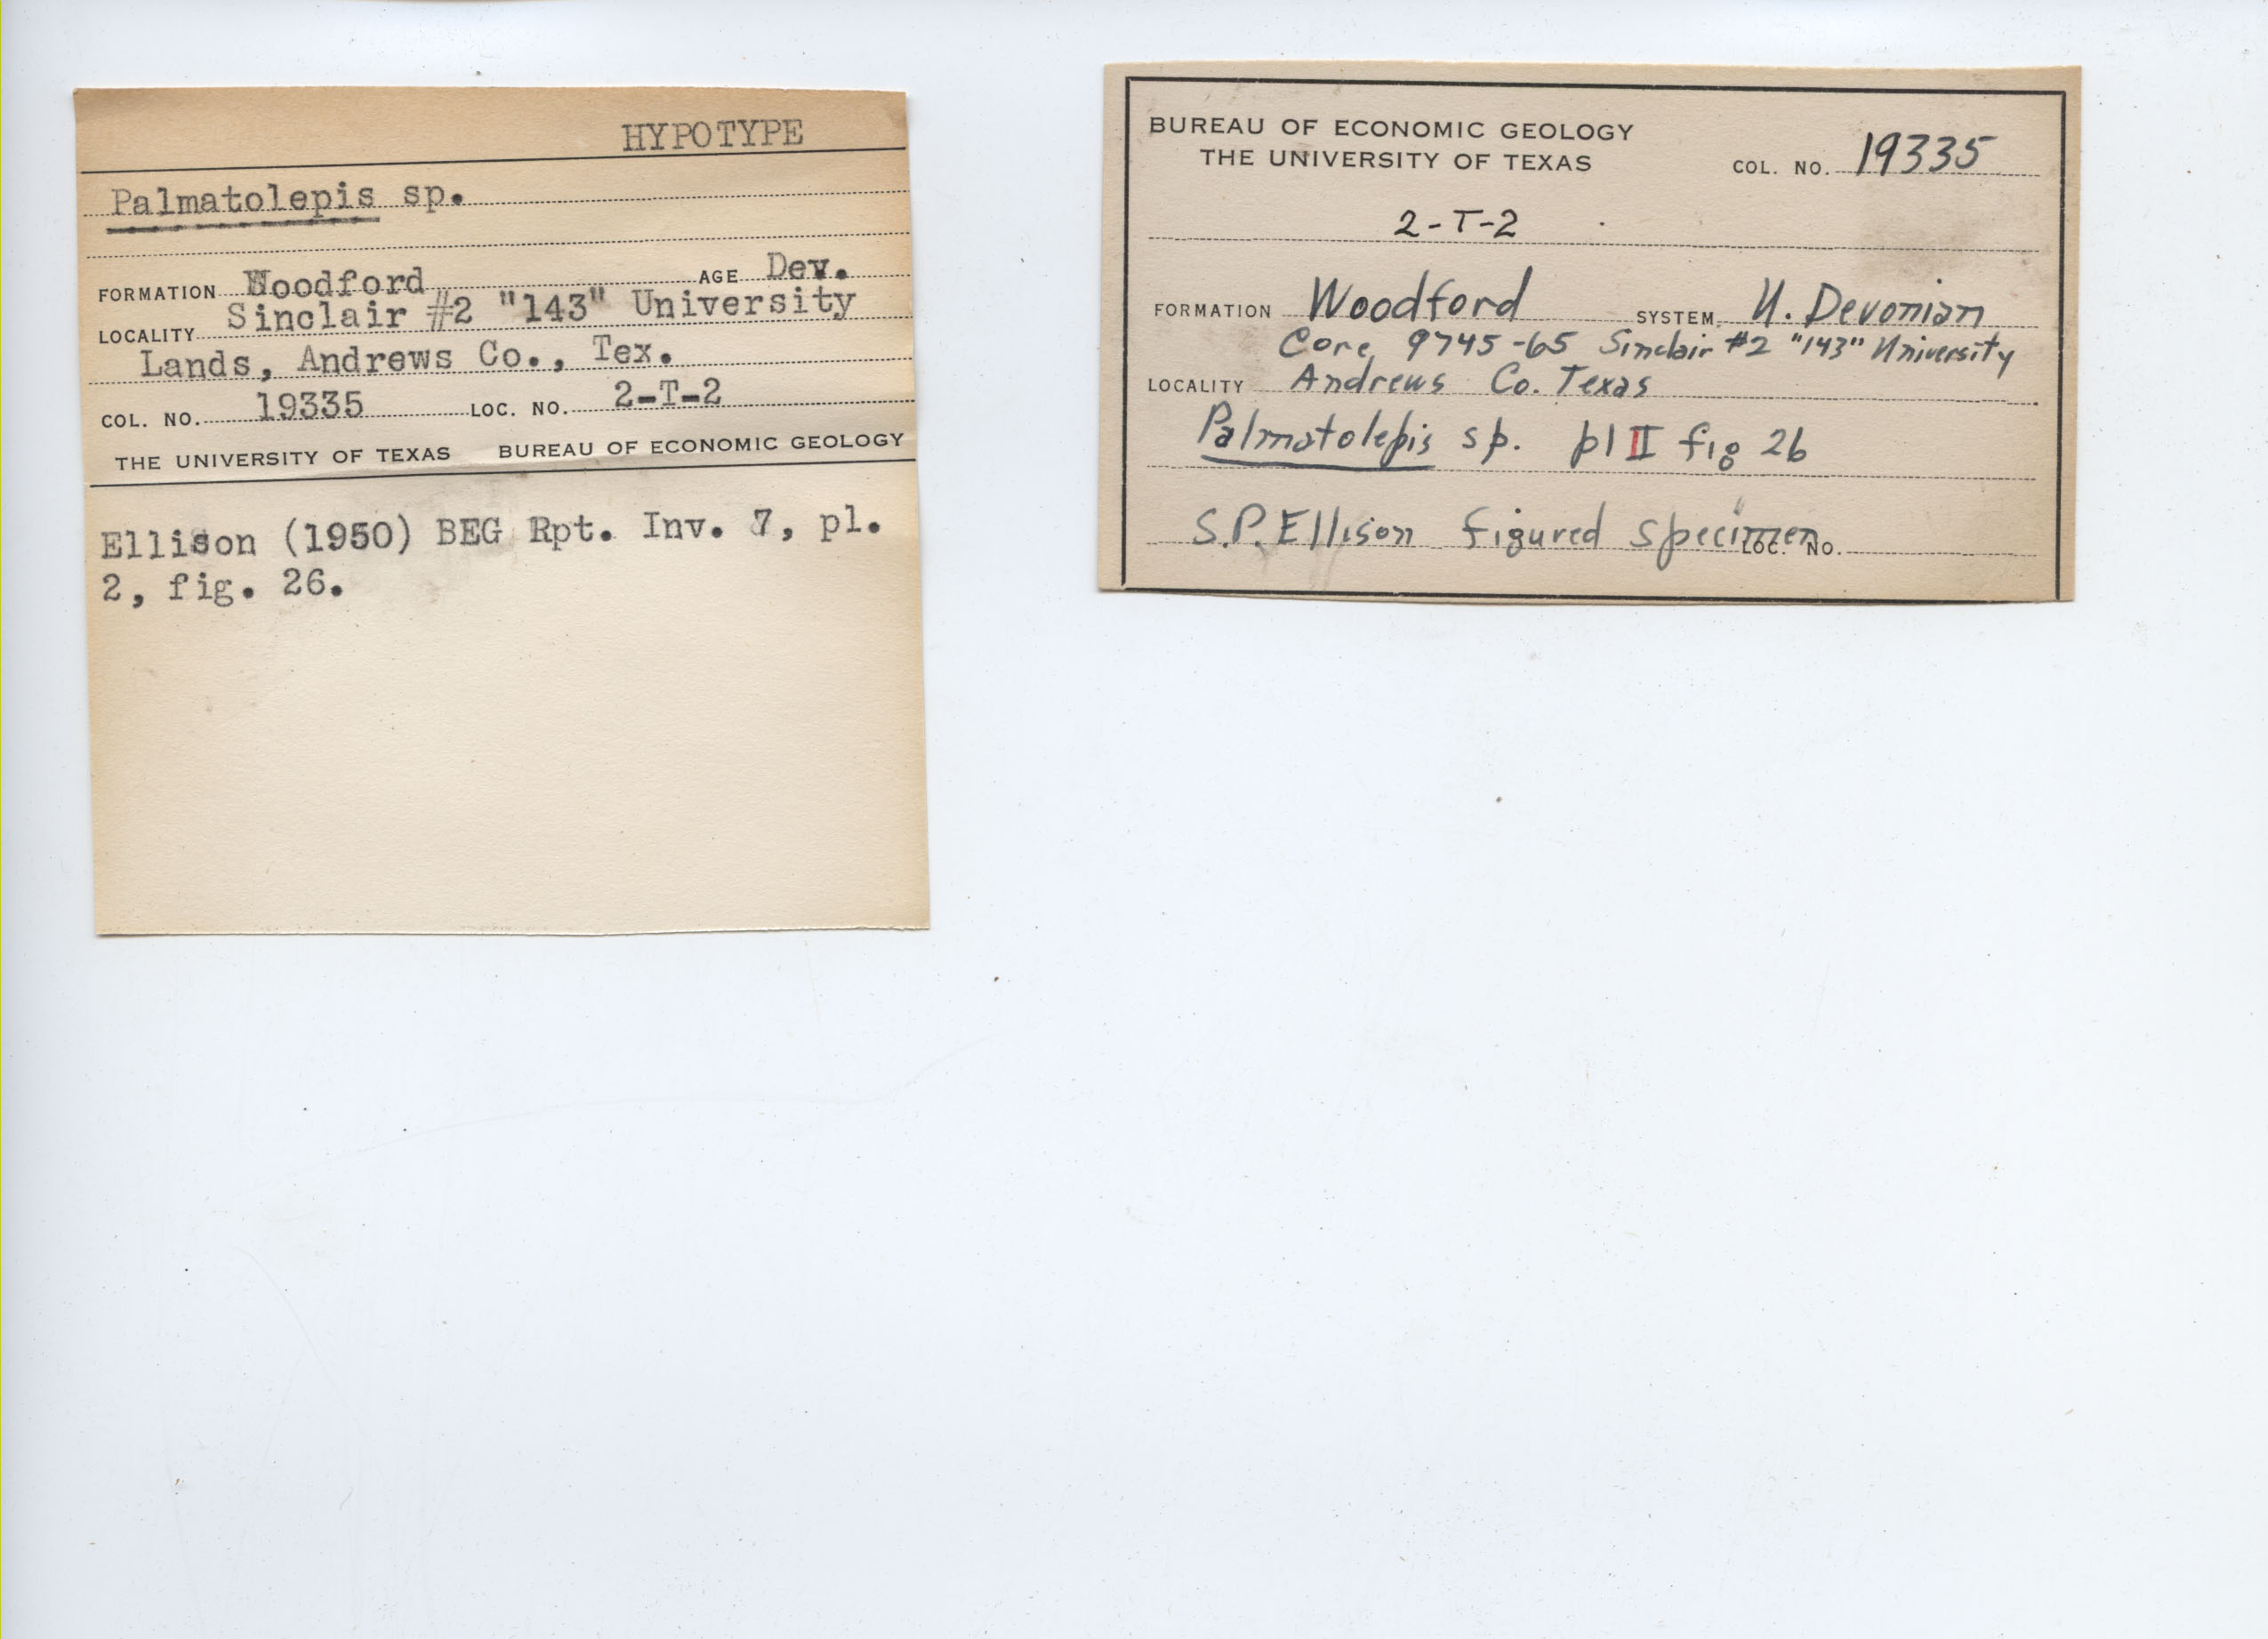 HYPOTYPE
Palmatolepis sp.
FORMATION Woodford AGE Dev.
LOCALITY Sinclair #2 "143" University
Lands, Andrews Co., Tex.
COL. NO. 19335 LOC. NO. 2-T-2
THE UNIVERSITY OF TEXAS BUREAU OF ECONOMIC GEOLOGY
Ellison (1950) BEG Rpt. Inv. 7, pl.
2, fig. 26.
BUREAU OF ECONOMIC GEOLOGY
THE UNIVERSITY OF TEXAS COL. NO. 19335
2-T-2
FORMATION Woodford SYSTEM U. Devonian
Core 9745-65 Sinclair #2 "143" University
LOCALITY Andrews Co. Texas
Palmatolepis sp. pl II fig 26
S.P. Ellison figured specimen LOC. NO.